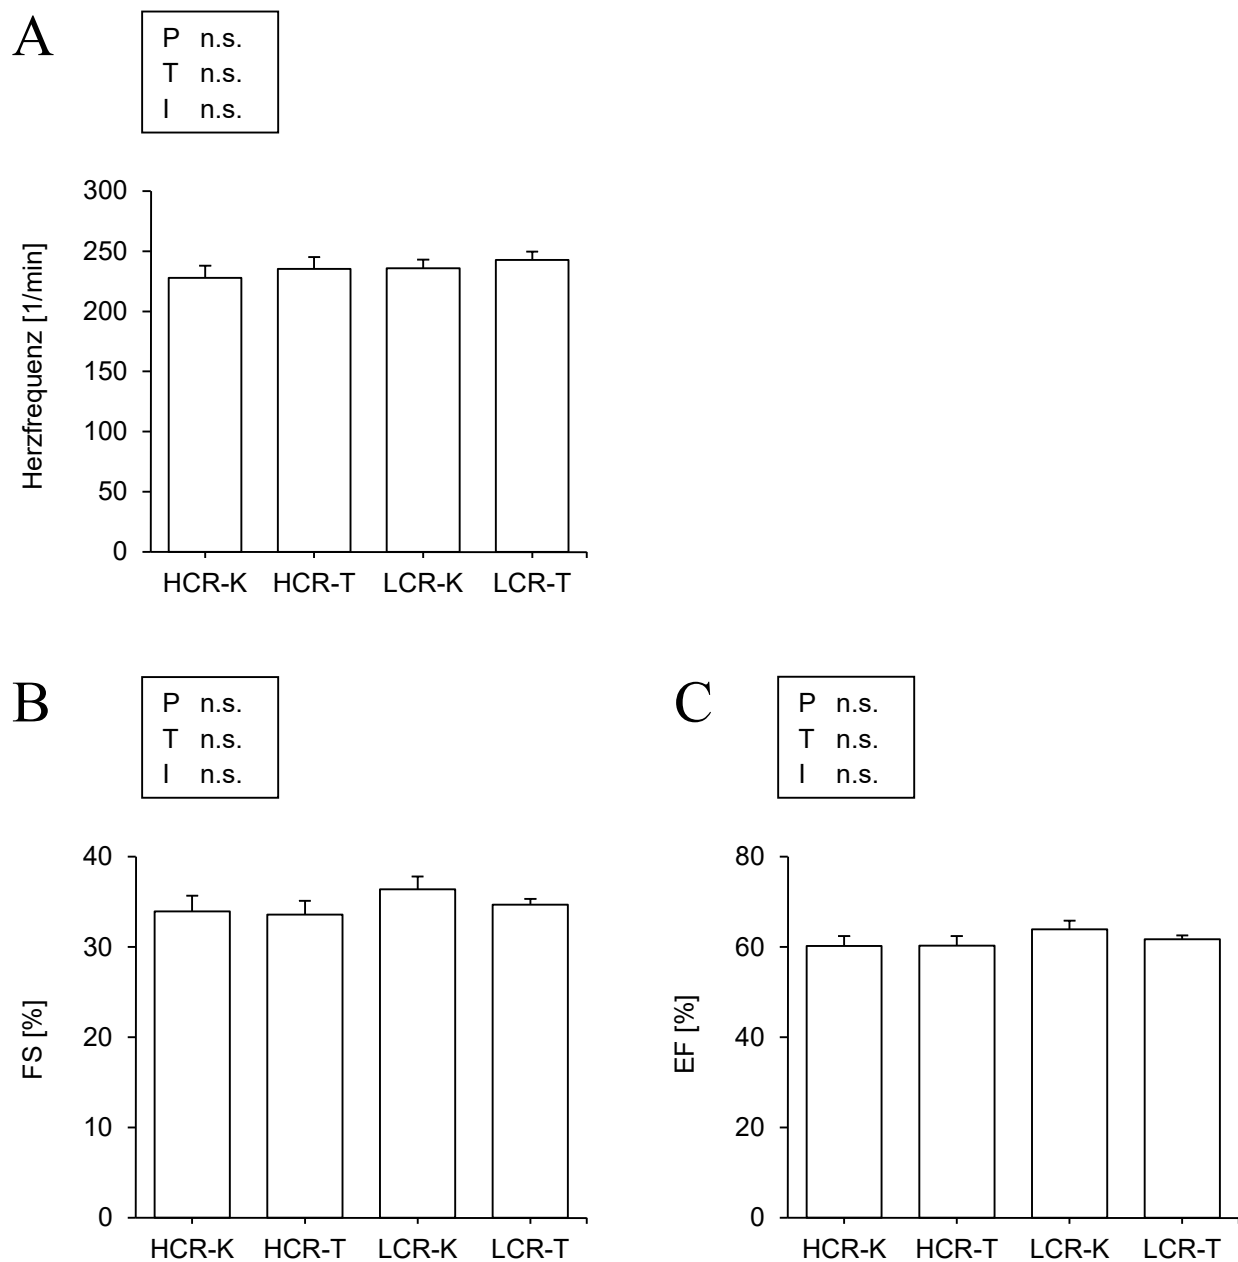 A
P n.s.
T n.s.
I n.s.
Herzfrequenz [1/min]
300
250
200
150
100
50
0
HCR-K HCR-T LCR-K LCR-T
B
P n.s.
T n.s.
I n.s.
FS [%]
40
30
20
10
0
HCR-K HCR-T LCR-K LCR-T
C
P n.s.
T n.s.
I n.s.
EF [%]
80
60
40
20
0
HCR-K HCR-T LCR-K LCR-T